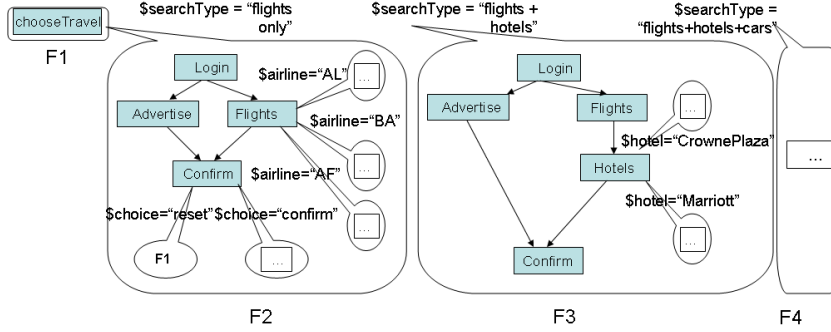 chooseTravel
F1
$searchType = “flights
only”
Login
Advertise
Flights
Confirm
$airline=“AL”
...
$airline=“BA”
...
$airline=“AF”
...
$choice=“reset”
$choice=“confirm”
F1
...
F2
$searchType = “flights +
hotels”
Login
Advertise
Flights
...
$hotel=“CrownePlaza”
Hotels
$hotel=“Marriott”
...
Confirm
F3
$searchType =
“flights+hotels+cars”
...
F4